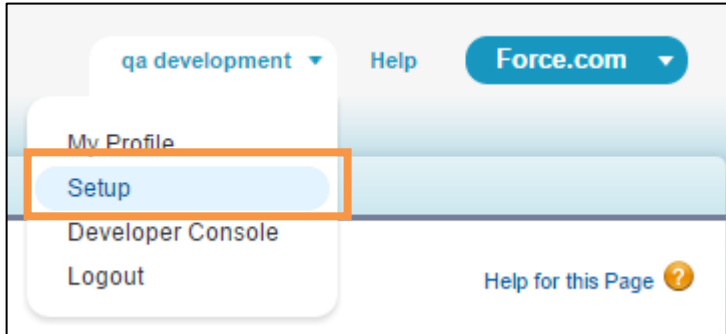 qa development Help Force.com
My Profile
Setup
Developer Console
Logout
Help for this Page ?